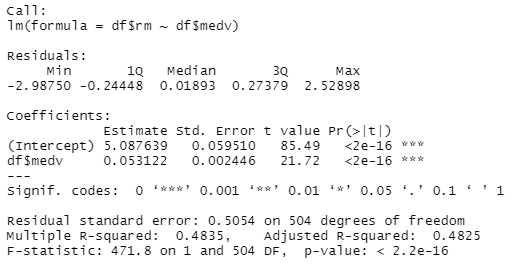 Call:
lm(formula = df$rm ~ df$medv)
Residuals:
Min 1Q Median 3Q Max
-2.98750 -0.24448 0.01893 0.27379 2.52898
Coefficients:
Estimate Std. Error t value Pr(>|t|)
(Intercept) 5.087639 0.059510 85.49 <2e-16 ***
df$medv 0.053122 0.002446 21.72 <2e-16 ***
---
Signif. codes: 0 ‘***’ 0.001 ‘**’ 0.01 ‘*’ 0.05 ‘.’ 0.1 ‘ ’ 1
Residual standard error: 0.5054 on 504 degrees of freedom
Multiple R-squared: 0.4835, Adjusted R-squared: 0.4825
F-statistic: 471.8 on 1 and 504 DF, p-value: < 2.2e-16